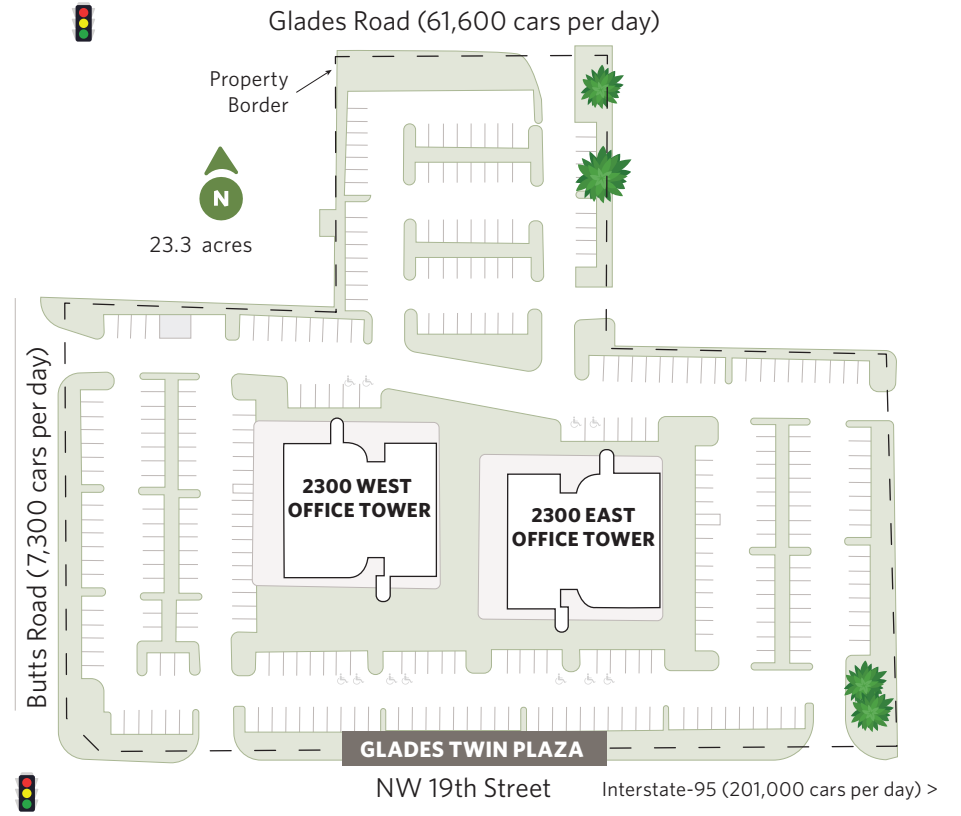 Glades Road (61,600 cars per day)
Property
Border
N
23.3 acres
Butts Road (7,300 cars per day)
2300 WEST
OFFICE TOWER
2300 EAST
OFFICE TOWER
GLADES TWIN PLAZA
NW 19th Street
Interstate-95 (201,000 cars per day) >